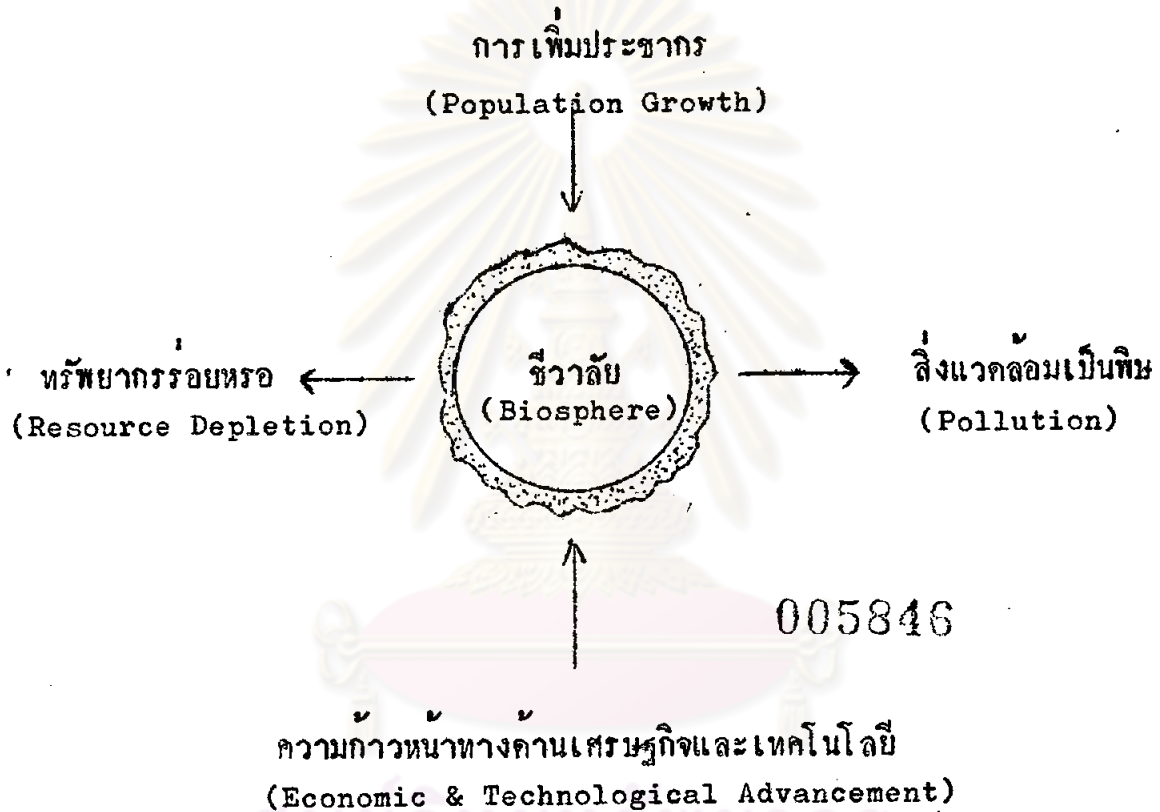 การเพิ่มประชากร
(Population Growth)
ทรัพยากรร่อยหรอ
(Resource Depletion)
ชีวาลัย
(Biosphere)
สิ่งแวดล้อมเป็นพิษ
(Pollution)
005846
ความก้าวหน้าทางด้านเศรษฐกิจและเทคโนโลยี
(Economic & Technological Advancement)